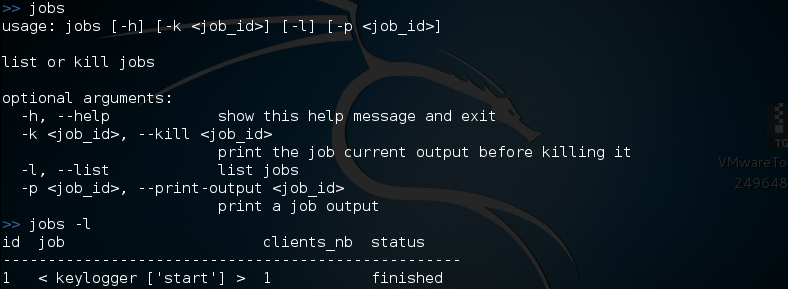 >> jobs
usage: jobs [-h] [-k <job_id>] [-l] [-p <job_id>]
list or kill jobs
optional arguments:
-h, --help show this help message and exit
-k <job_id>, --kill <job_id>
print the job current output before killing it
-l, --list list jobs
-p <job_id>, --print-output <job_id>
print a job output
>> jobs -l
id job clients_nb status
------------------------------------------------
1 < keylogger ['start'] > 1 finished
TG
VMwareTo
249648